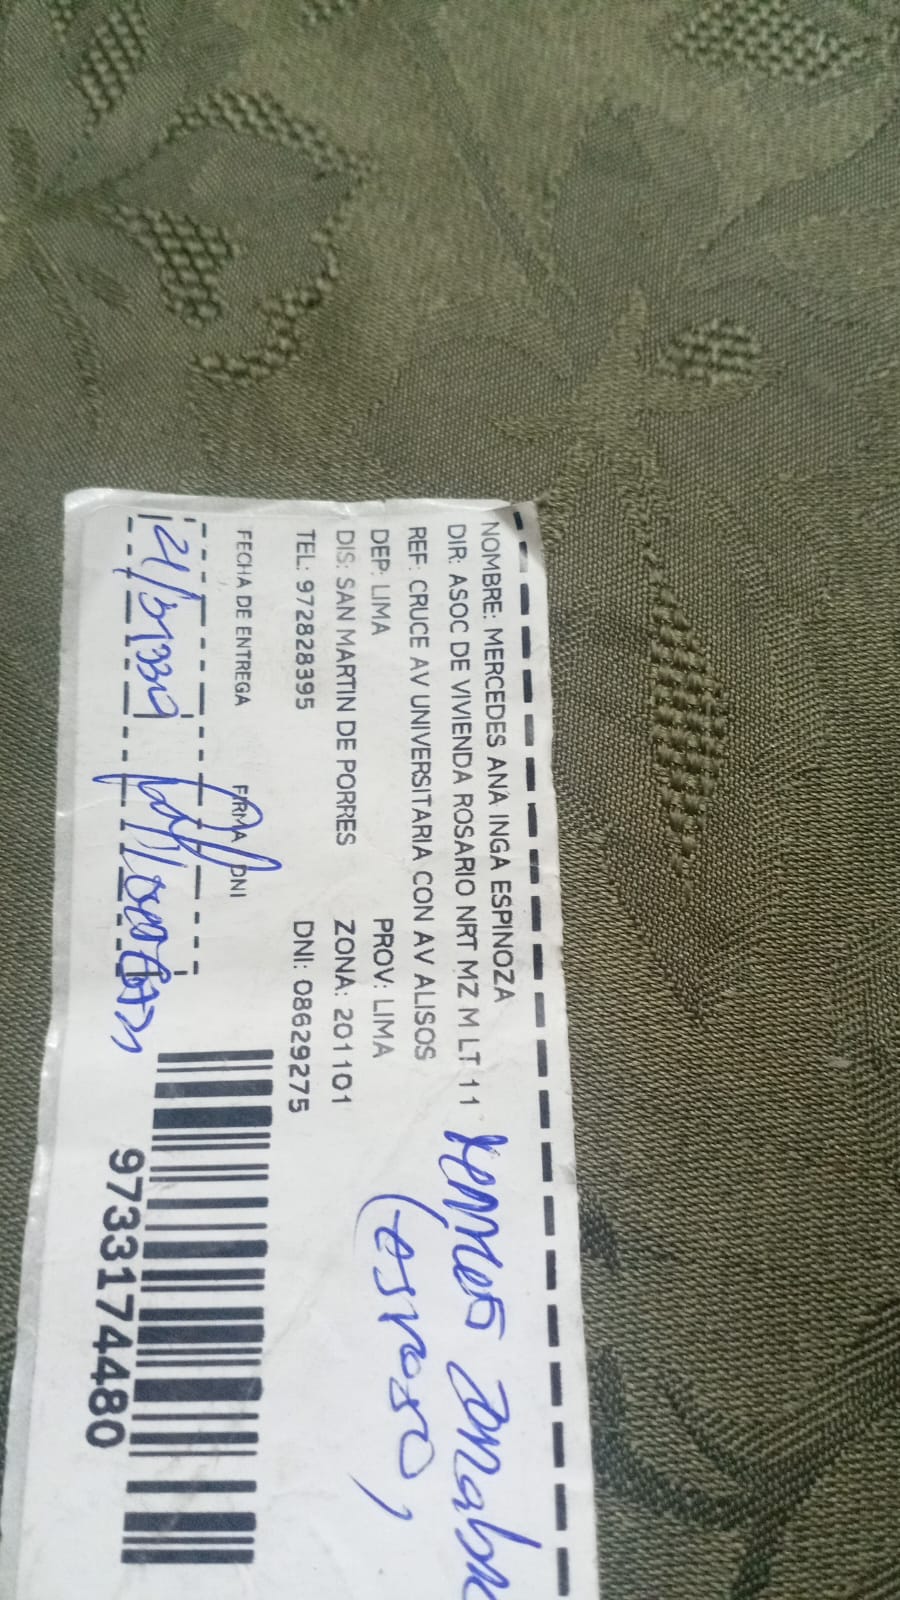 NOMBRE: MERCEDES ANA INGA ESPINOZA
DIR: ASOC DE VIVIENDA ROSARIO NRT MZ M LT 11
REF: CRUCE AV UNIVERSITARIA CON AV ALISOS
DEP: LIMA PROV: LIMA
DIS: SAN MARTIN DE PORRES ZONA: 201101
TEL: 972828395 DNI: 08629275
(esposo)
FECHA DE ENTREGA FIRMA DNI
9733174480